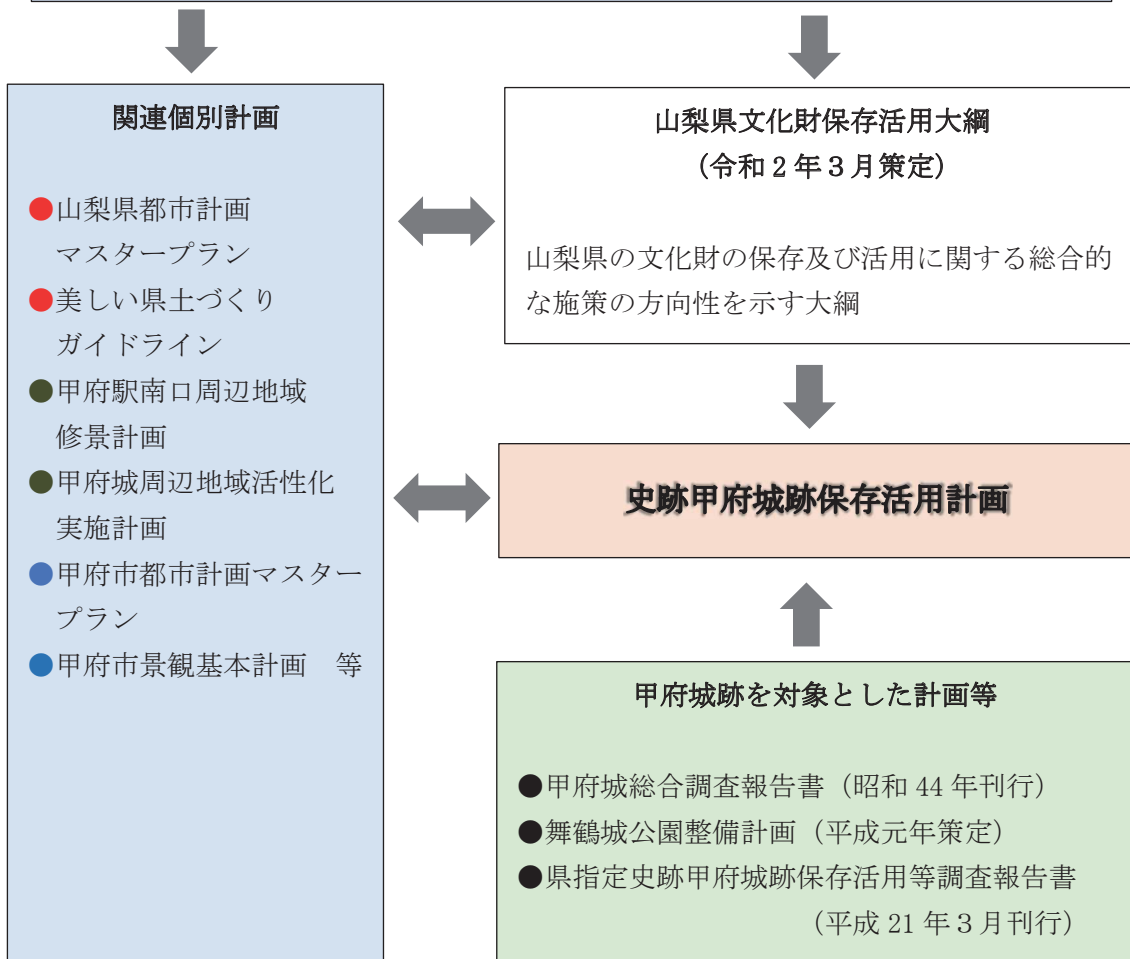 関連個別計画
●山梨県都市計画
マスタープラン
●美しい県土づくり
ガイドライン
●甲府駅南口周辺地域
修景計画
●甲府城周辺地域活性化
実施計画
●甲府市都市計画マスター
プラン
●甲府市景観基本計画　等
山梨県文化財保存活用大綱
（令和２年３月策定）
山梨県の文化財の保存及び活用に関する総合的
な施策の方向性を示す大綱
史跡甲府城跡保存活用計画
甲府城跡を対象とした計画等
●甲府城総合調査報告書（昭和 44 年刊行）
●舞鶴城公園整備計画（平成元年策定）
●県指定史跡甲府城跡保存活用等調査報告書
（平成 21 年３月刊行）